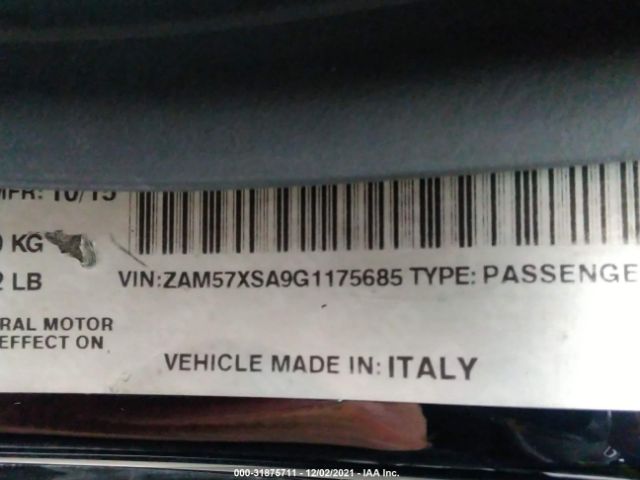 MFR: 10/15
KG
LB
VIN:ZAM57XSA9G1175685 TYPE: PASSENGE
RAL MOTOR
EFFECT ON
VEHICLE MADE IN: ITALY
000-31875711 - 12/02/2021 - IAA Inc.